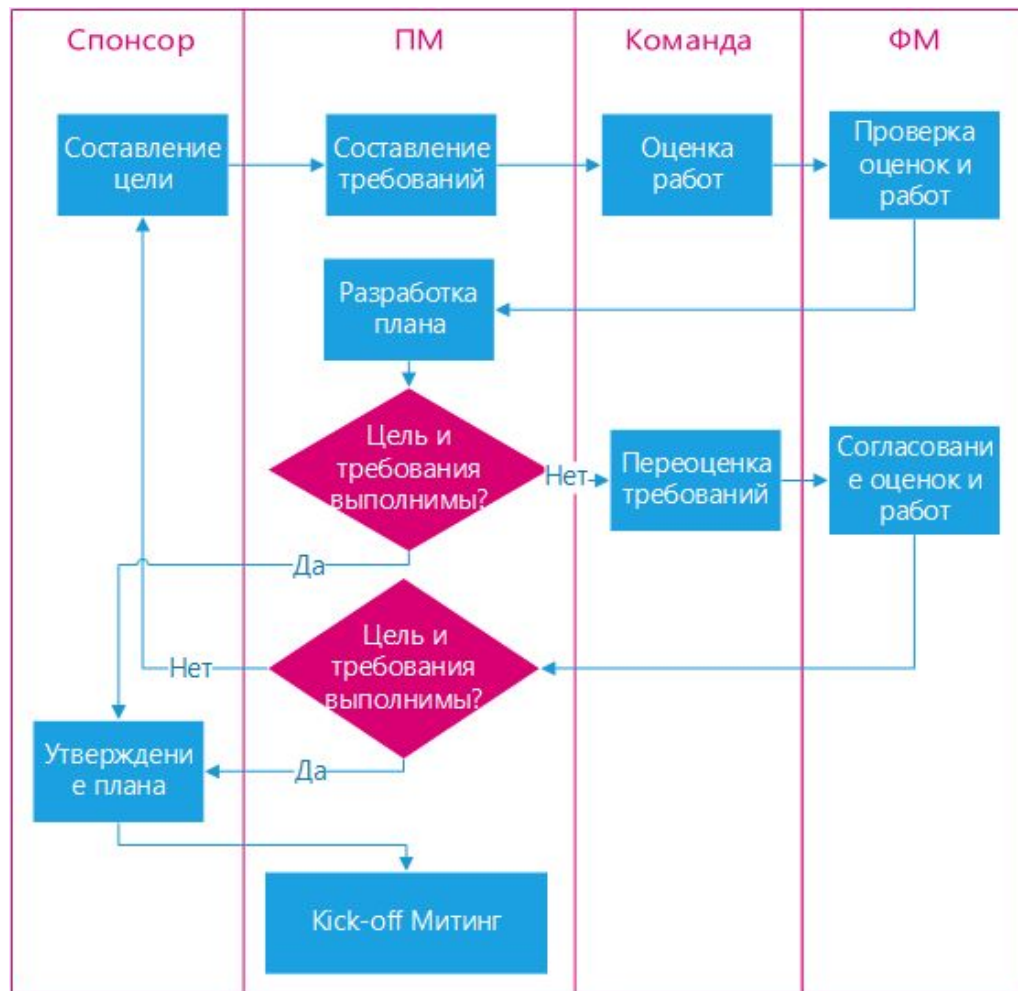 Спонсор
ПМ
Команда
ФМ
Составление
цели
Составление
требований
Оценка
работ
Проверка
оценок и
работ
Разработка
плана
Цель и
требования
выполнимы?
Нет
Переоценка
требований
Согласовани
е оценок и
работ
Да
Цель и
требования
выполнимы?
Нет
Утверждени
е плана
Да
Kick-off Митинг